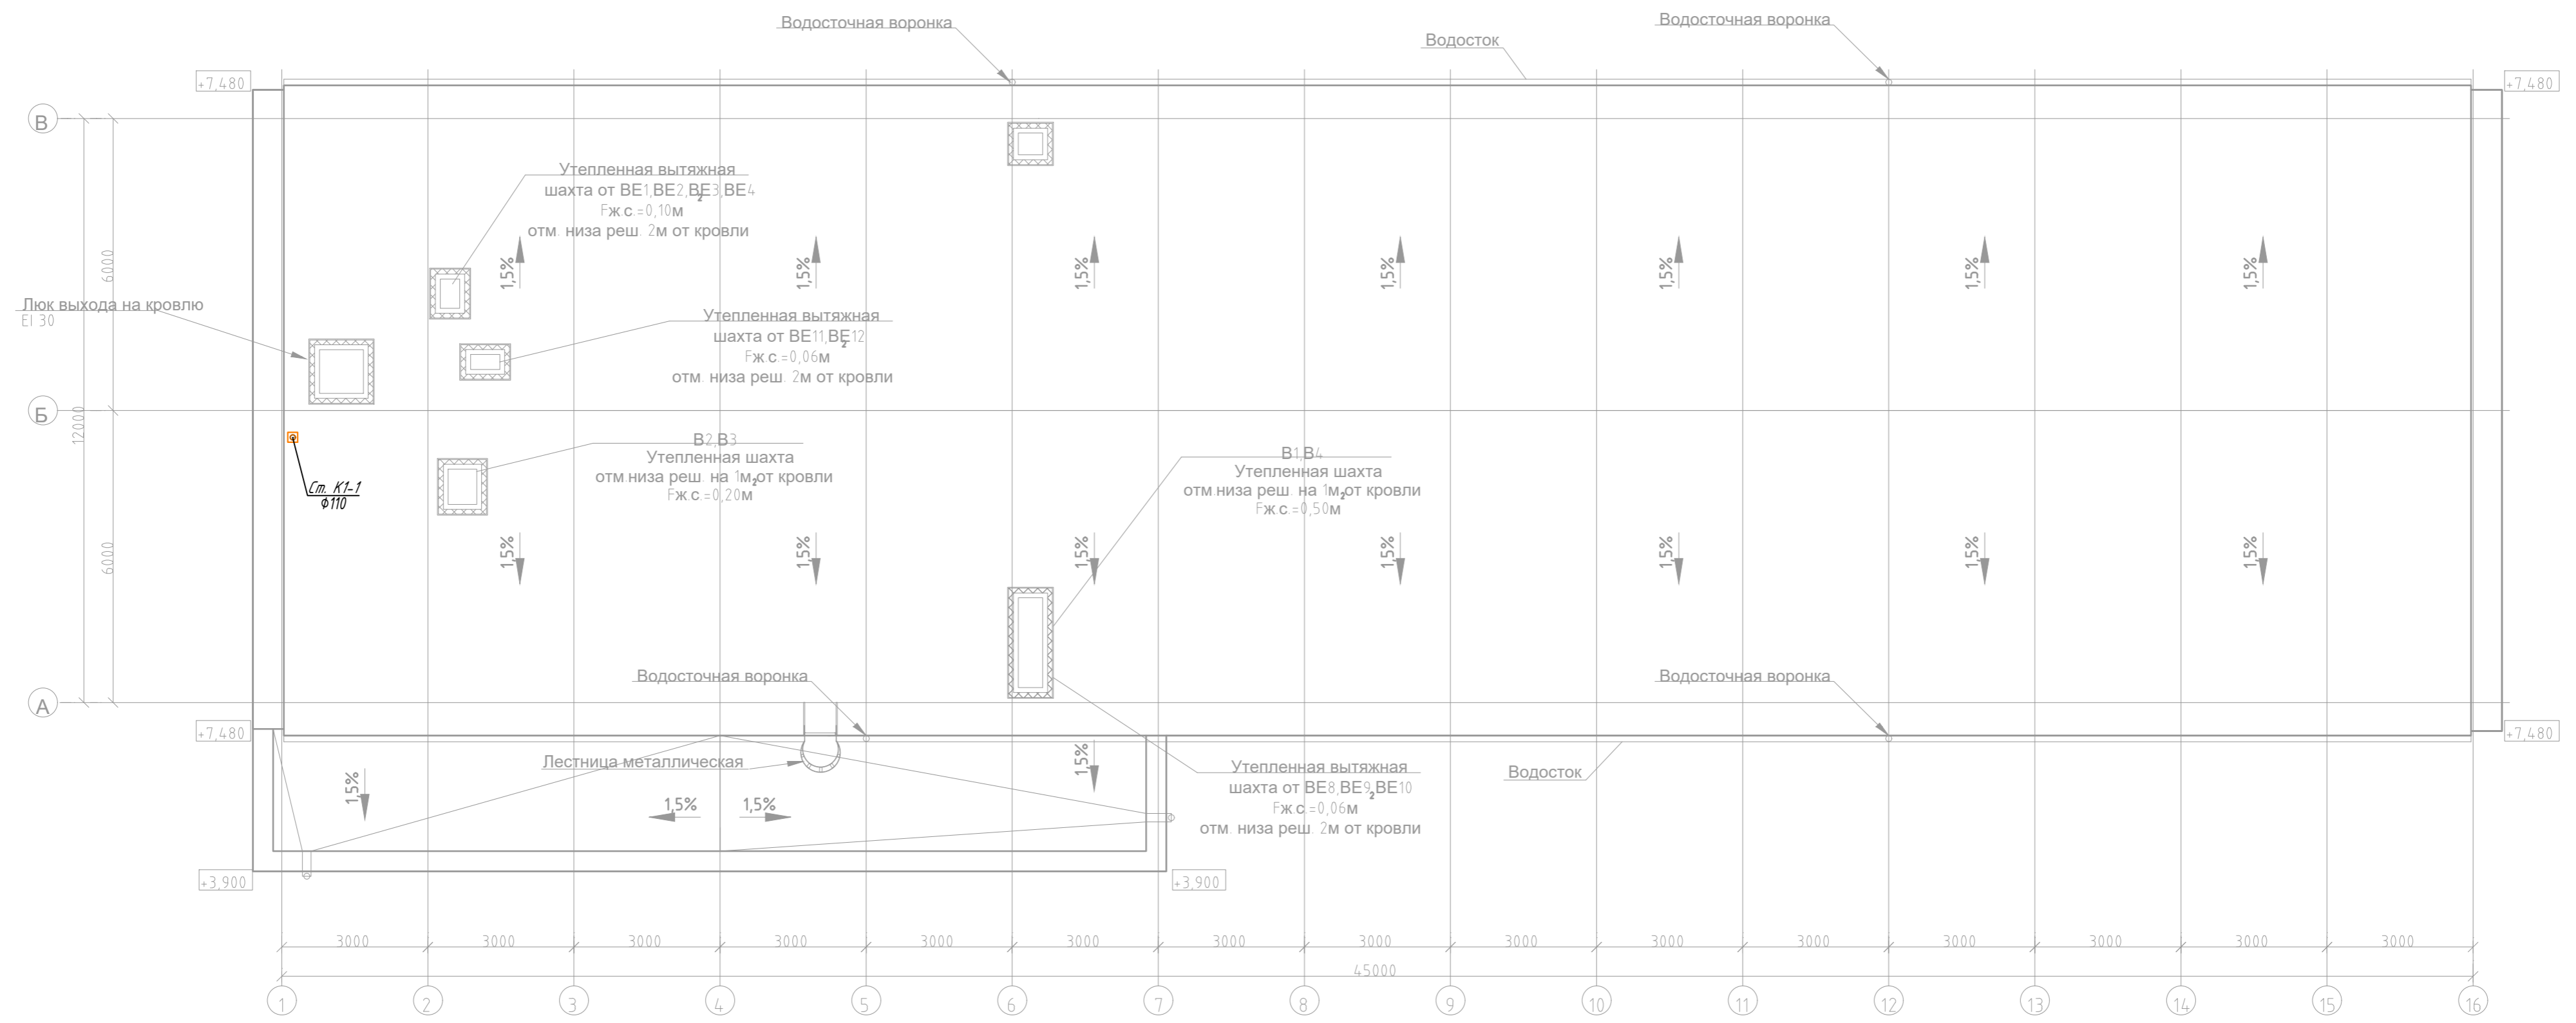 Водосточная воронка
Водосток
Водосточная воронка
+7,480
+7,480
В
Утепленная вытяжная
шахта от ВЕ1,ВЕ2,ВЕ3,ВЕ4
Fж.с.=0,10м2
отм. низа реш. 2м от кровли
6000
1,5%
1,5%
1,5%
1,5%
1,5%
1,5%
1,5%
Люк выхода на кровлю
EI 30
Утепленная вытяжная
шахта от ВЕ11,ВЕ12
Fж.с.=0,06м2
отм. низа реш. 2м от кровли
Б
12000
В2,В3
Утепленная шахта
отм.низа реш. на 1м от кровли
Fж.с.=0,20м2
В1,В4
Утепленная шахта
отм.низа реш. на 1м от кровли
Fж.с.=0,50м2
Ст. К1-1
ϕ110
6000
1,5%
1,5%
1,5%
1,5%
1,5%
1,5%
1,5%
Водосточная воронка
Водосточная воронка
А
+7,480
+7,480
Лестница металлическая
1,5%
Водосток
Утепленная вытяжная
шахта от ВЕ8,ВЕ9,ВЕ10
Fж.с.=0,06м2
отм. низа реш. 2м от кровли
1,5%
1,5%
1,5%
+3,900
+3,900
3000 3000 3000 3000 3000 3000 3000 3000 3000 3000 3000 3000 3000 3000 3000
45000
1 2 3 4 5 6 7 8 9 10 11 12 13 14 15 16